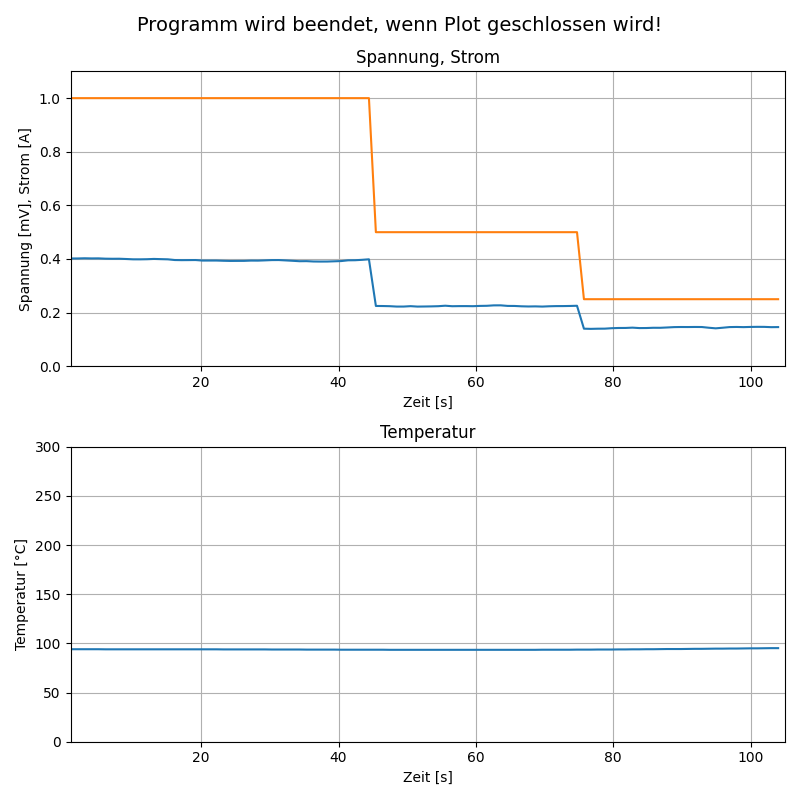 Programm wird beendet, wenn Plot geschlossen wird!
Spannung, Strom
Spannung [mV], Strom [A]
1.0
0.8
0.6
0.4
0.2
0.0
20 40 60 80 100
Zeit [s]
Temperatur
Temperatur [°C]
300
250
200
150
100
50
0
20 40 60 80 100
Zeit [s]